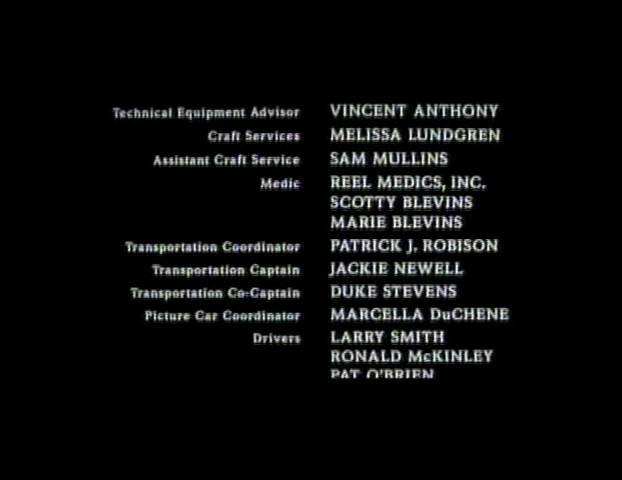 Technical Equipment Advisor VINCENT ANTHONY
Craft Services MELISSA LUNDGREN
Assistant Craft Service SAM MULLINS
Medic REEL MEDICS, INC.
SCOTTY BLEVINS
MARIE BLEVINS
Transportation Coordinator PATRICK J. ROBISON
Transportation Captain JACKIE NEWELL
Transportation Co-Captain DUKE STEVENS
Picture Car Coordinator MARCELLA DuCHENE
Drivers LARRY SMITH
RONALD McKINLEY
PAT O'BRIEN